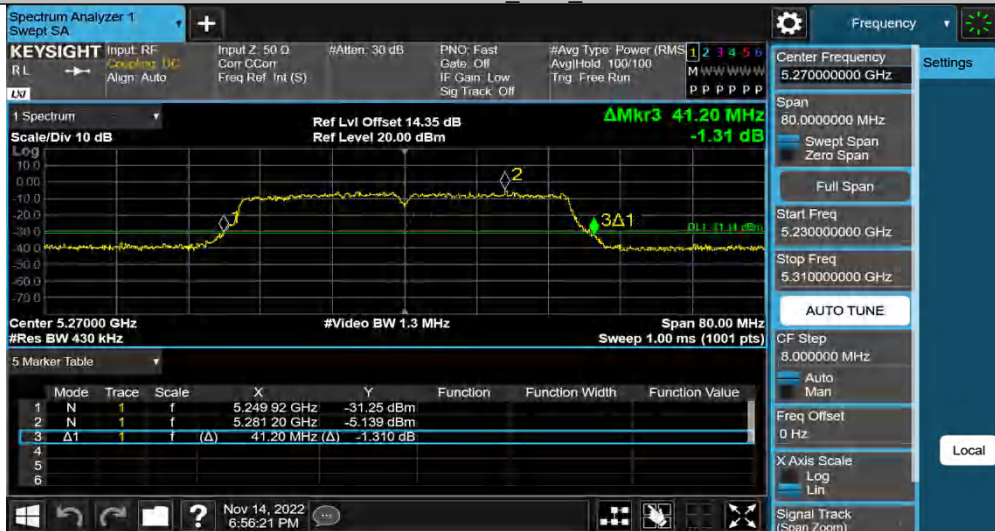 Spectrum Analyzer 1
Swept SA
+
Frequency
KEYSIGHT
RL
LXI
Input: RF
Coupling: DC
Align: Auto
Input Z: 50 Ω
Corr CCorr
Freq Ref: Int (S)
#Atten: 30 dB
PNO: Fast
Gate: Off
IF Gain: Low
Sig Track: Off
#Avg Type: Power (RMS
Avg|Hold: 100/100
Trig: Free Run
1 2 3 4 5 6
M W W W W W
P P P P P P
Center Frequency
5.270000000 GHz
Settings
Span
80.0000000 MHz
Swept Span
Zero Span
Full Span
Start Freq
5.230000000 GHz
Stop Freq
5.310000000 GHz
AUTO TUNE
CF Step
8.000000 MHz
Auto
Man
Freq Offset
0 Hz
X Axis Scale
Log
Lin
Signal Track
(Span Zoom)
Local
1 Spectrum
Scale/Div 10 dB
Ref Lvl Offset 14.35 dB
Ref Level 20.00 dBm
ΔMkr3 41.20 MHz
-1.31 dB
Log
10.0
0.00
-10.0
-20.0
-30.0
-40.0
-50.0
-60.0
-70.0
1
2
3Δ1
Center 5.27000 GHz
#Res BW 430 kHz
#Video BW 1.3 MHz
Span 80.00 MHz
Sweep 1.00 ms (1001 pts)
5 Marker Table
Mode Trace Scale X Y Function Function Width Function Value
1 N 1 f 5.249 92 GHz -31.25 dBm
2 N 1 f 5.281 20 GHz -5.139 dBm
3 Δ1 1 f (Δ) 41.20 MHz (Δ) -1.310 dB
4
5
6
?
Nov 14, 2022
6:56:21 PM